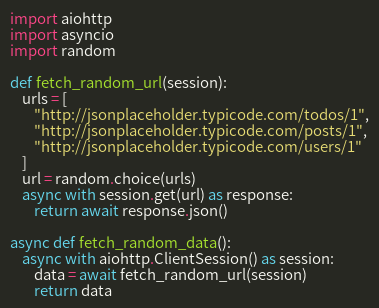 import aiohttp
import asyncio
import random

def fetch_random_url(session):
    urls = [
        "http://jsonplaceholder.typicode.com/todos/1",
        "http://jsonplaceholder.typicode.com/posts/1",
        "http://jsonplaceholder.typicode.com/users/1"
    ]
    url = random.choice(urls)
    async with session.get(url) as response:
        return await response.json()

async def fetch_random_data():
    async with aiohttp.ClientSession() as session:
        data = await fetch_random_url(session)
        return data